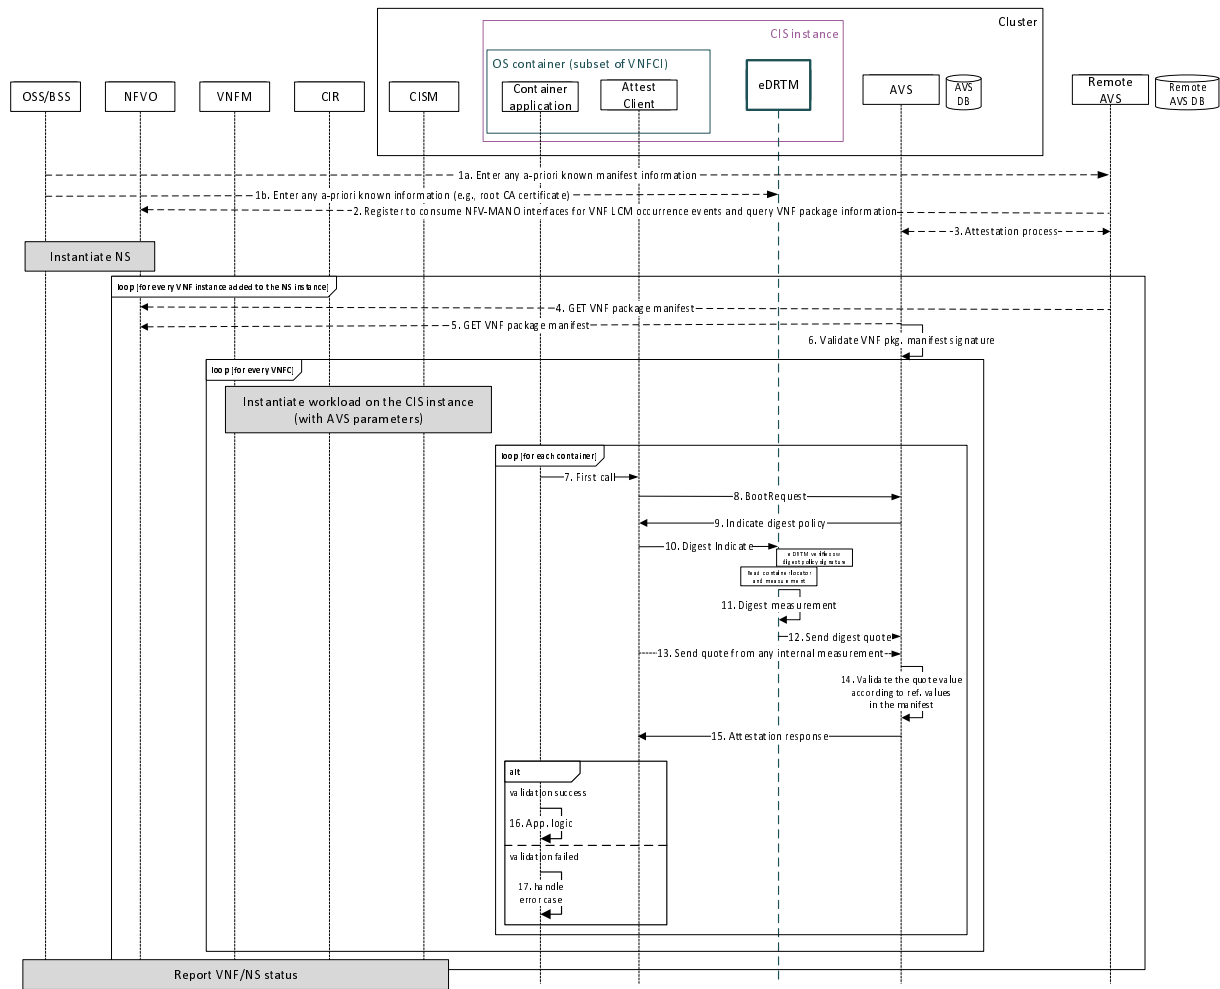 Cluster
CIS instance
OS container (subset of VNFCI)
OSS/BSS
NFVO
VNFM
CIR
CISM
Container
application
Attest
Client
eDRTM
AVS
AVS
DB
Remote
AVS
Remote
AVS DB
1a. Enter any a-priori known manifest information
1b. Enter any a-priori known information (e.g., root CA certificate)
2. Register to consume NFV-MANO interfaces for VNF LCM occurrence events and query VNF package information
3. Attestation process
Instantiate NS
loop [for every VNF instance added to the NS instance]
4. GET VNF package manifest
5. GET VNF package manifest
6. Validate VNF pkg. manifest signature
loop [for every VNFC]
Instantiate workload on the CIS instance
(with AVS parameters)
loop [for each container]
7. First call
8. BootRequest
9. Indicate digest policy
10. Digest Indicate
digest policy signature
Read container locator
and measurement
11. Digest measurement
12. Send digest quote
13. Send quote from any internal measurement
14. Validate the quote value
according to ref. values
in the manifest
15. Attestation response
alt
validation success
16. App. logic
validation failed
17. handle
error case
Report VNF/NS status